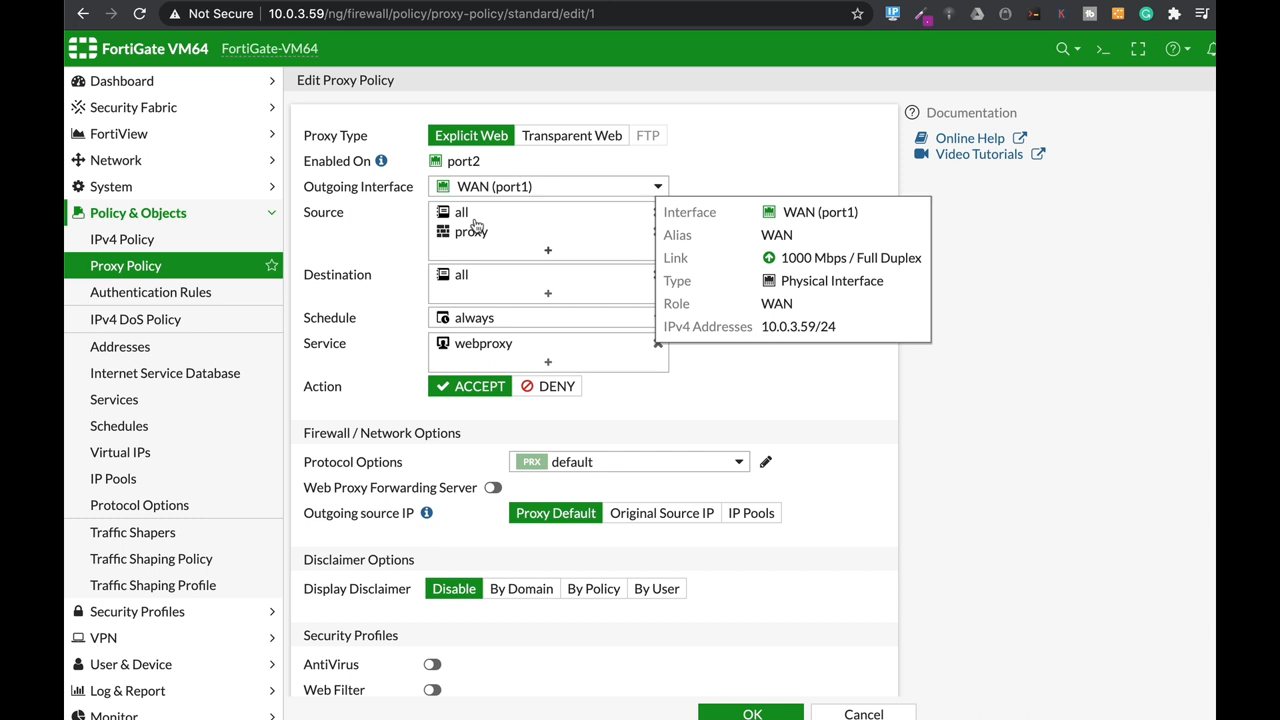 Not Secure 10.0.3.59/ng/firewall/policy/proxy-policy/standard/edit/1
FortiGate VM64 FortiGate-VM64
Dashboard
Security Fabric
FortiView
Network
System
Policy & Objects
IPv4 Policy
Proxy Policy
Authentication Rules
IPv4 DoS Policy
Addresses
Internet Service Database
Services
Schedules
Virtual IPs
IP Pools
Protocol Options
Traffic Shapers
Traffic Shaping Policy
Traffic Shaping Profile
Security Profiles
VPN
User & Device
Log & Report
Monitor
Edit Proxy Policy
Proxy Type Explicit Web Transparent Web FTP
Enabled On port2
Outgoing Interface WAN (port1)
Source all
proxy
+
Destination all
+
Schedule always
Service webproxy
+
Action ACCEPT DENY
Firewall / Network Options
Protocol Options PRX default
Web Proxy Forwarding Server
Outgoing source IP Proxy Default Original Source IP IP Pools
Disclaimer Options
Display Disclaimer Disable By Domain By Policy By User
Security Profiles
AntiVirus
Web Filter
OK Cancel
Interface WAN (port1)
Alias WAN
Link 1000 Mbps / Full Duplex
Type Physical Interface
Role WAN
IPv4 Addresses 10.0.3.59/24
Documentation
Online Help
Video Tutorials